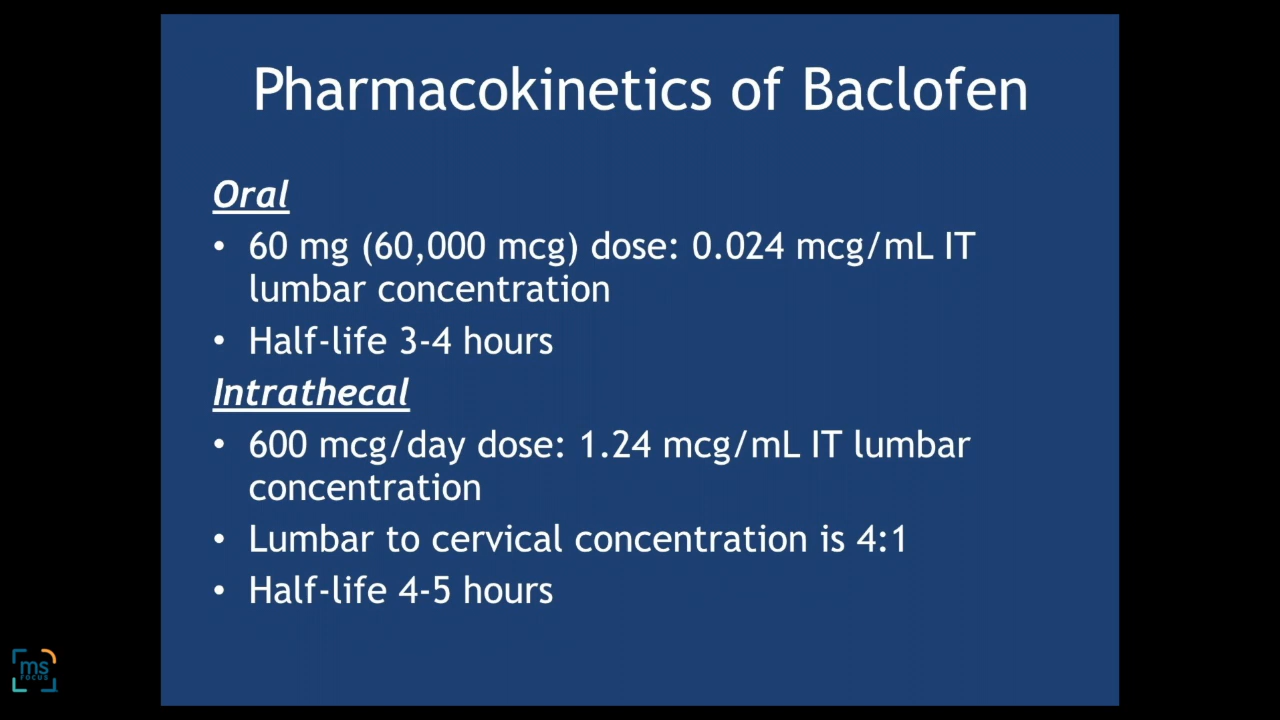 Pharmacokinetics of Baclofen
Oral
• 60 mg (60,000 mcg) dose: 0.024 mcg/mL IT
lumbar concentration
• Half-life 3-4 hours
Intrathecal
• 600 mcg/day dose: 1.24 mcg/mL IT lumbar
concentration
• Lumbar to cervical concentration is 4:1
• Half-life 4-5 hours
ms
FOCUS